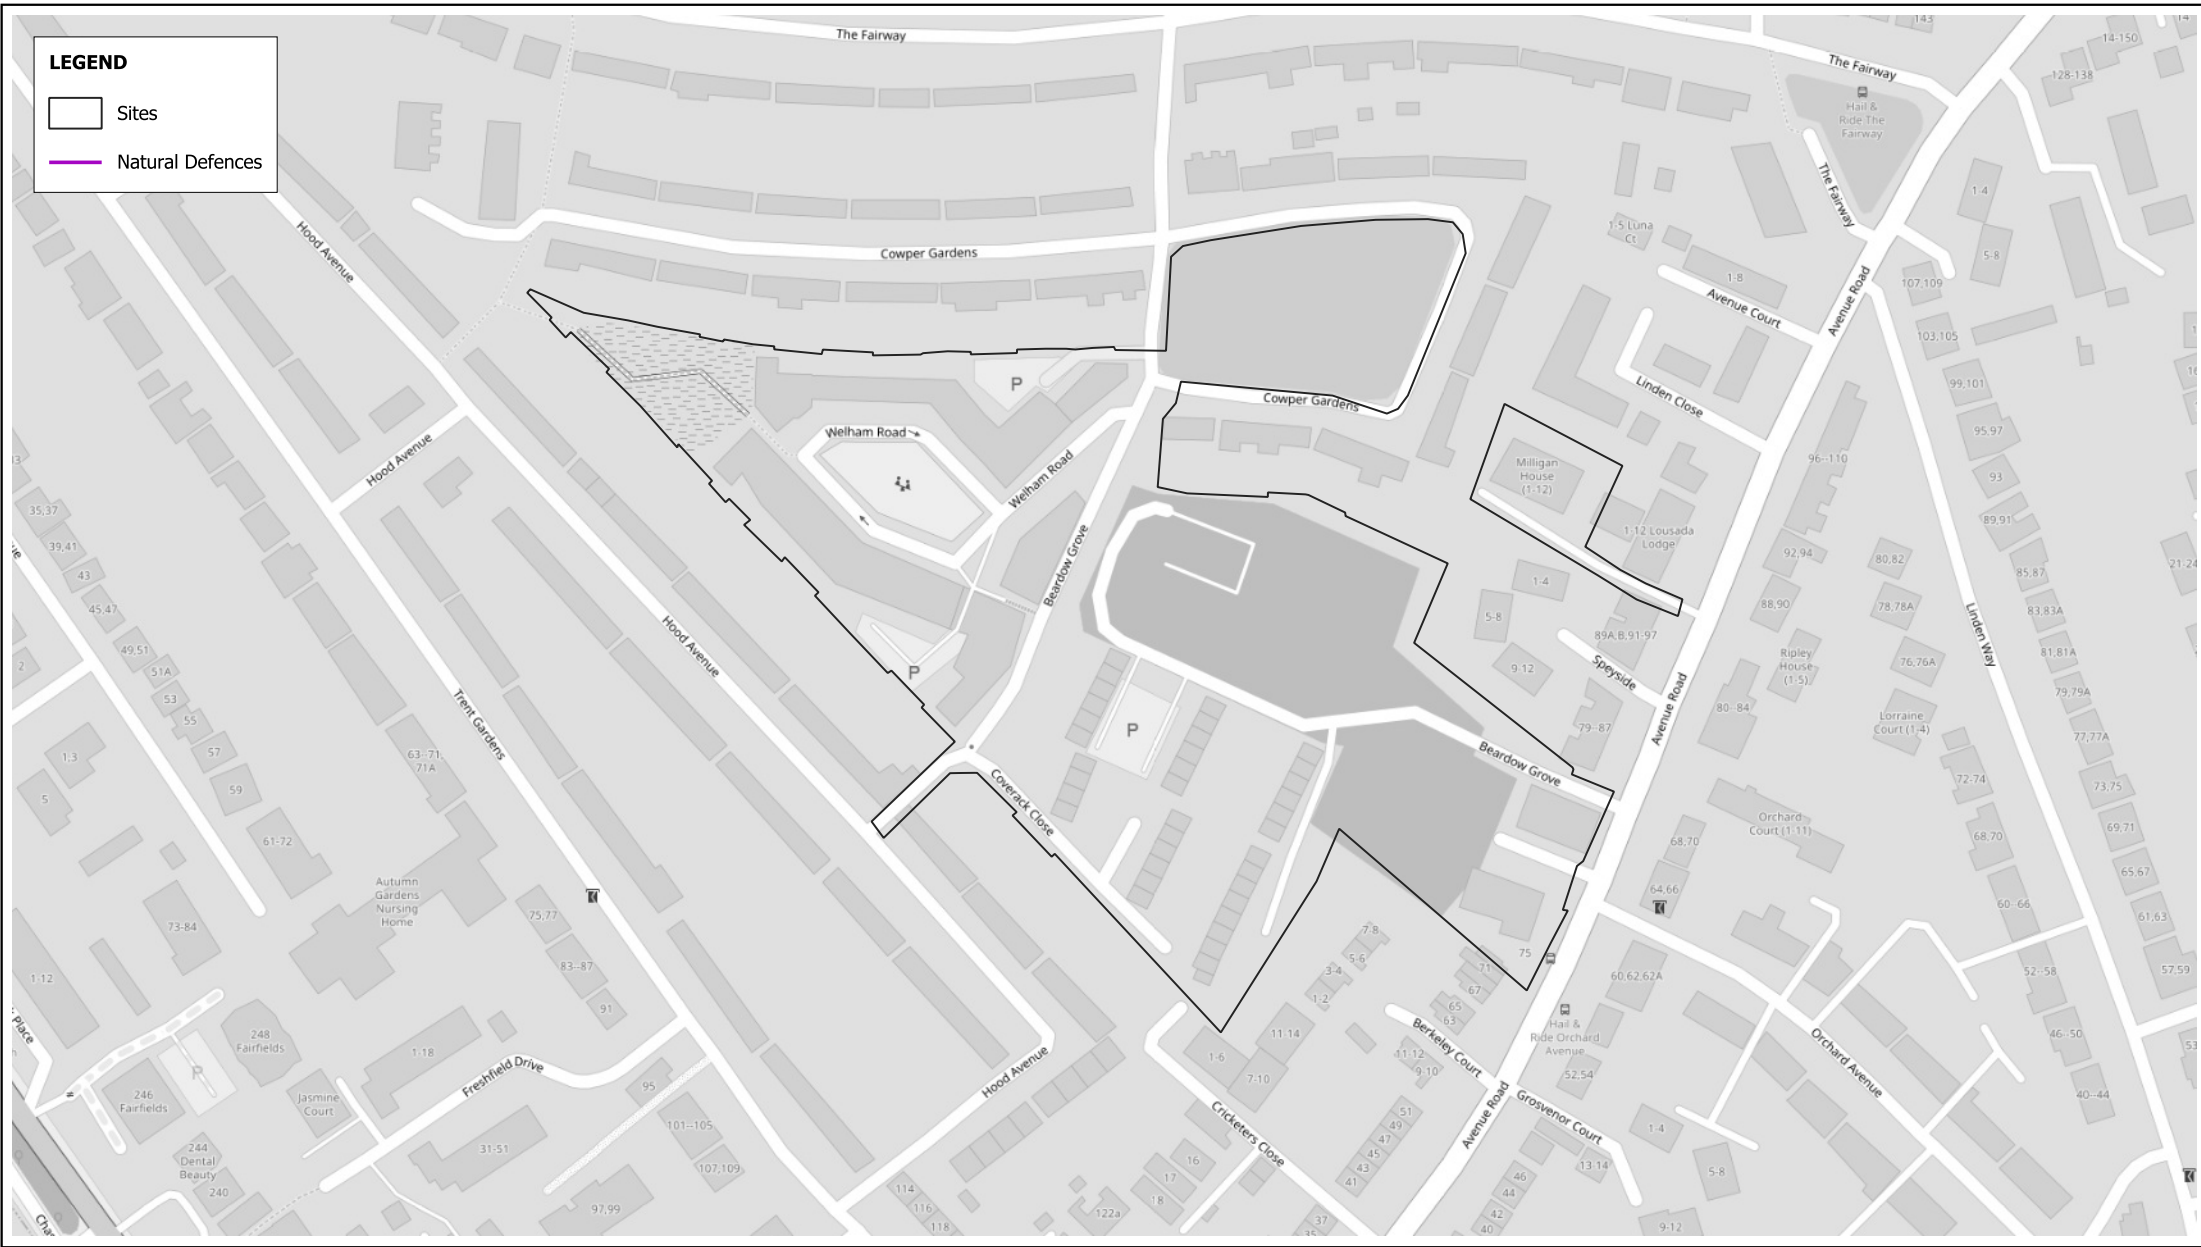 LEGEND
Sites
Natural Defences
The Fairway
143
14-150
128-138
The Fairway
Hail &
Ride The
Fairway
The Fairway
1-4
5-8
1-5 Luna
Ct
1-8
Avenue Court
Avenue Road
107,109
103,105
Hood Avenue
Cowper Gardens
Cowper Gardens
P
Linden Close
99,101
95,97
93
89,91
Welham Road
Welham Road
Hood Avenue
Milligan
House
(1-12)
1-12 Lousada
Lodge
96--110
92,94
88,90
80,82
78,78A
76,76A
85,87
83,83A
81,81A
79,79A
77,77A
73,75
69,71
65,67
61,63
57,59
21-24
Linden Way
35,37
39,41
43
45,47
49,51
51A
53
55
57
59
61-72
2
1,3
5
Beardow Grove
Hood Avenue
P
P
1-4
5-8
9-12
89A,B,91-97
Speyside
79--87
Avenue Road
Ripley
House
(1-5)
80--84
Lorraine
Court (1-4)
72-74
68,70
60--66
52--58
46--50
40--44
Trent Gardens
63--71,
71A
Beardow Grove
Coverack Close
Orchard
Court (1-11)
68,70
64,66
Autumn
Gardens
Nursing
Home
73-84
1-12
75,77
83--87
91
7-8
5-6
3-4
1-2
71
67
65
63
75
60,62,62A
Hail &
Ride Orchard
Avenue
52,54
Orchard Avenue
Place
248
Fairfields
P
246
Fairfields
Jasmine
Court
1-18
Freshfield Drive
95
101--105
107,109
31-51
97,99
244
Dental
Beauty
240
Hood Avenue
11-14
1-6
7-10
Berkeley Court
11-12
9-10
Cricketers Close
Avenue Road
Grosvenor Court
51
49
47
45
43
41
1-4
5-8
13 14
9-12
46
44
42
40
37
35
16
17
18
122a
114
116
118
53